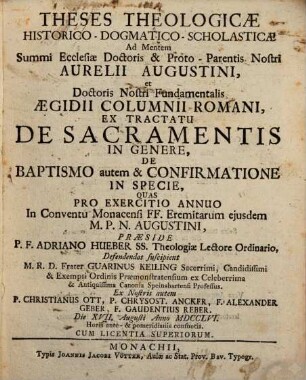 THESES THEOLOGICÆ
HISTORICO-DOGMATICO-SCHOLASTICÆ
Ad Mentem
Summi Ecclesiæ Doctoris & Proto-Parentis Nostri
AURELII AUGUSTINI,
et
Doctoris Nostri Fundamentalis
ÆGIDII COLUMNII ROMANI,
EX TRACTATU
DE SACRAMENTIS
IN GENERE,
DE
BAPTISMO autem & CONFIRMATIONE
IN SPECIE,
QUAS
PRO EXERCITIO ANNUO
In Conventu Monacensi FF. Eremitarum ejusdem
M. P. N. AUGUSTINI,
PRÆSIDE
P. F. ADRIANO HUEBER SS. Theologiæ Lectore Ordinario,
Defendendas suscipient
M. R. D. Frater GUARINUS KEILING Sacerrimi, Candidissimi
& Exempti Ordinis Præmonstratensium ex Celeberrima
& Antiquissima Canonia Speinshartensi Professus.
Ex Nostris autem
P. CHRISTIANUS OTT, P. CHRYSOST. ANCKER, F. ALEXANDER
GEBER, F. GAUDENTIUS REBER.
Die XVII. Augusti Anno MDCCLVI.
Horis ante- & pomeridianis consuetis.
CUM LICENTIA SUPERIORUM.
MONACHII,
Typis JOANNIS JACOBI VÖTTER, Aulæ ac Stat. Prov. Bav. Typogr.